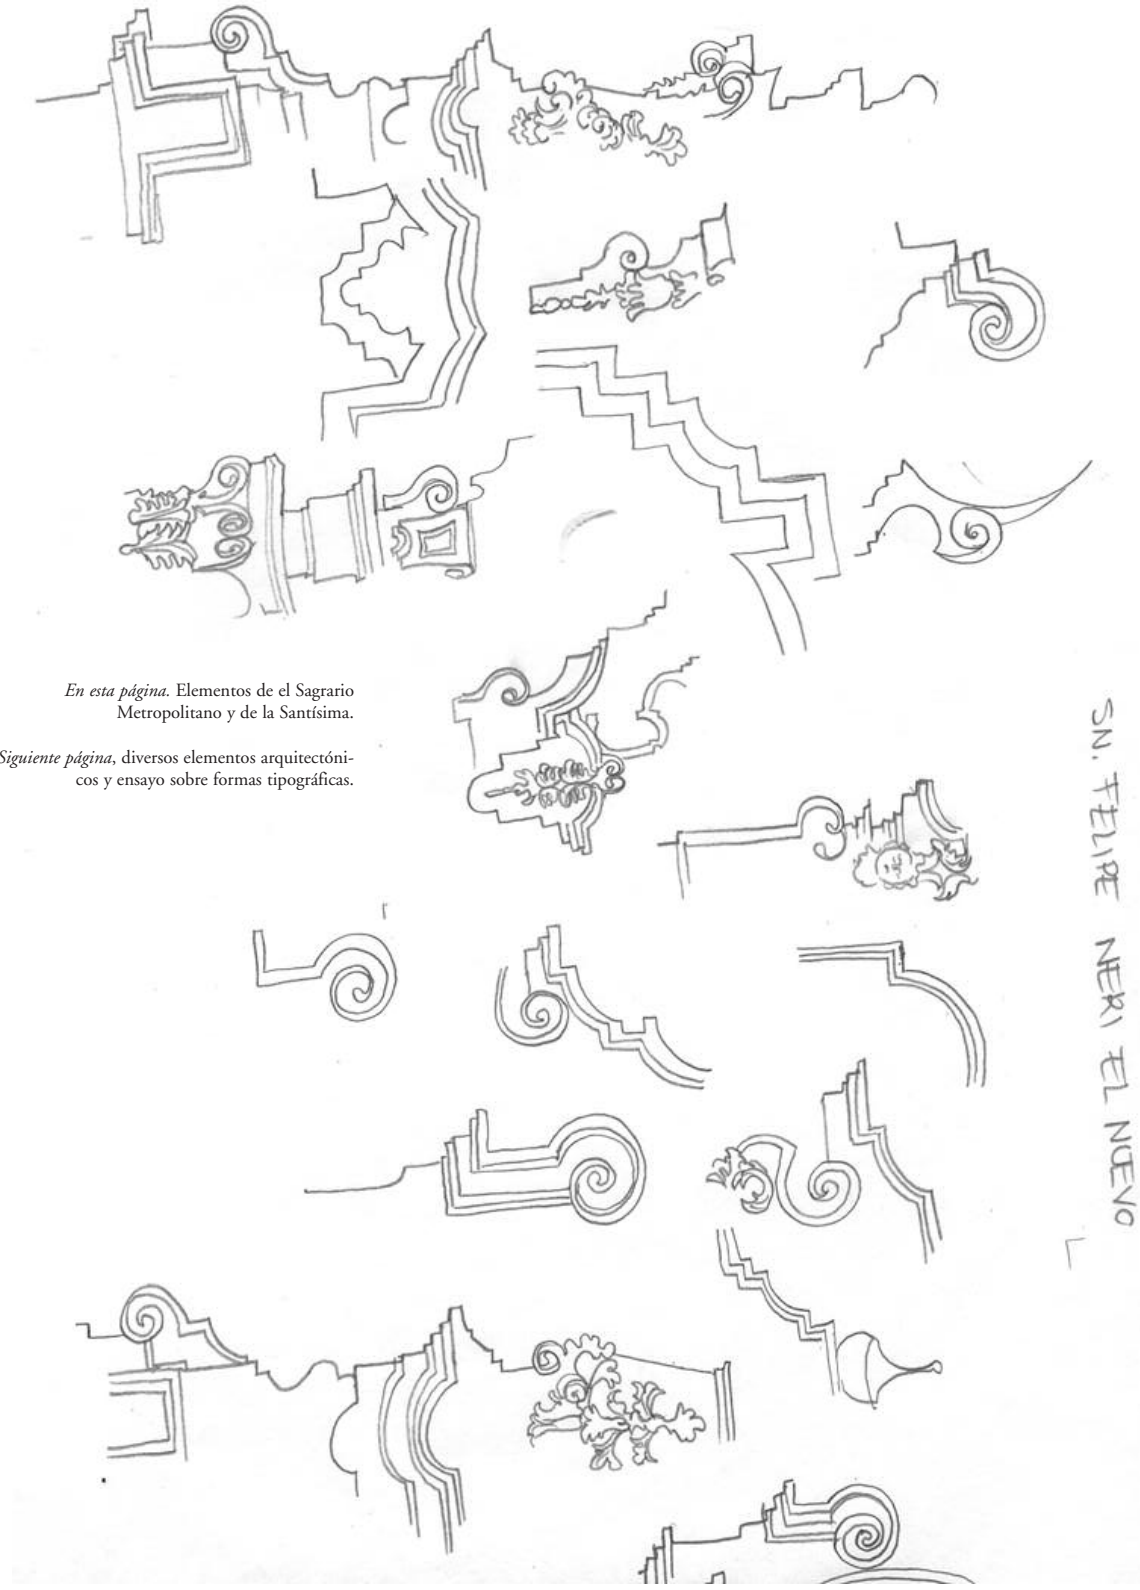 En esta página. Elementos de el Sagrario
Metropolitano y de la Santísima.
Siguiente página, diversos elementos arquitectóni-
cos y ensayo sobre formas tipográficas.
SN. FELIPE NERI EL NUEVO